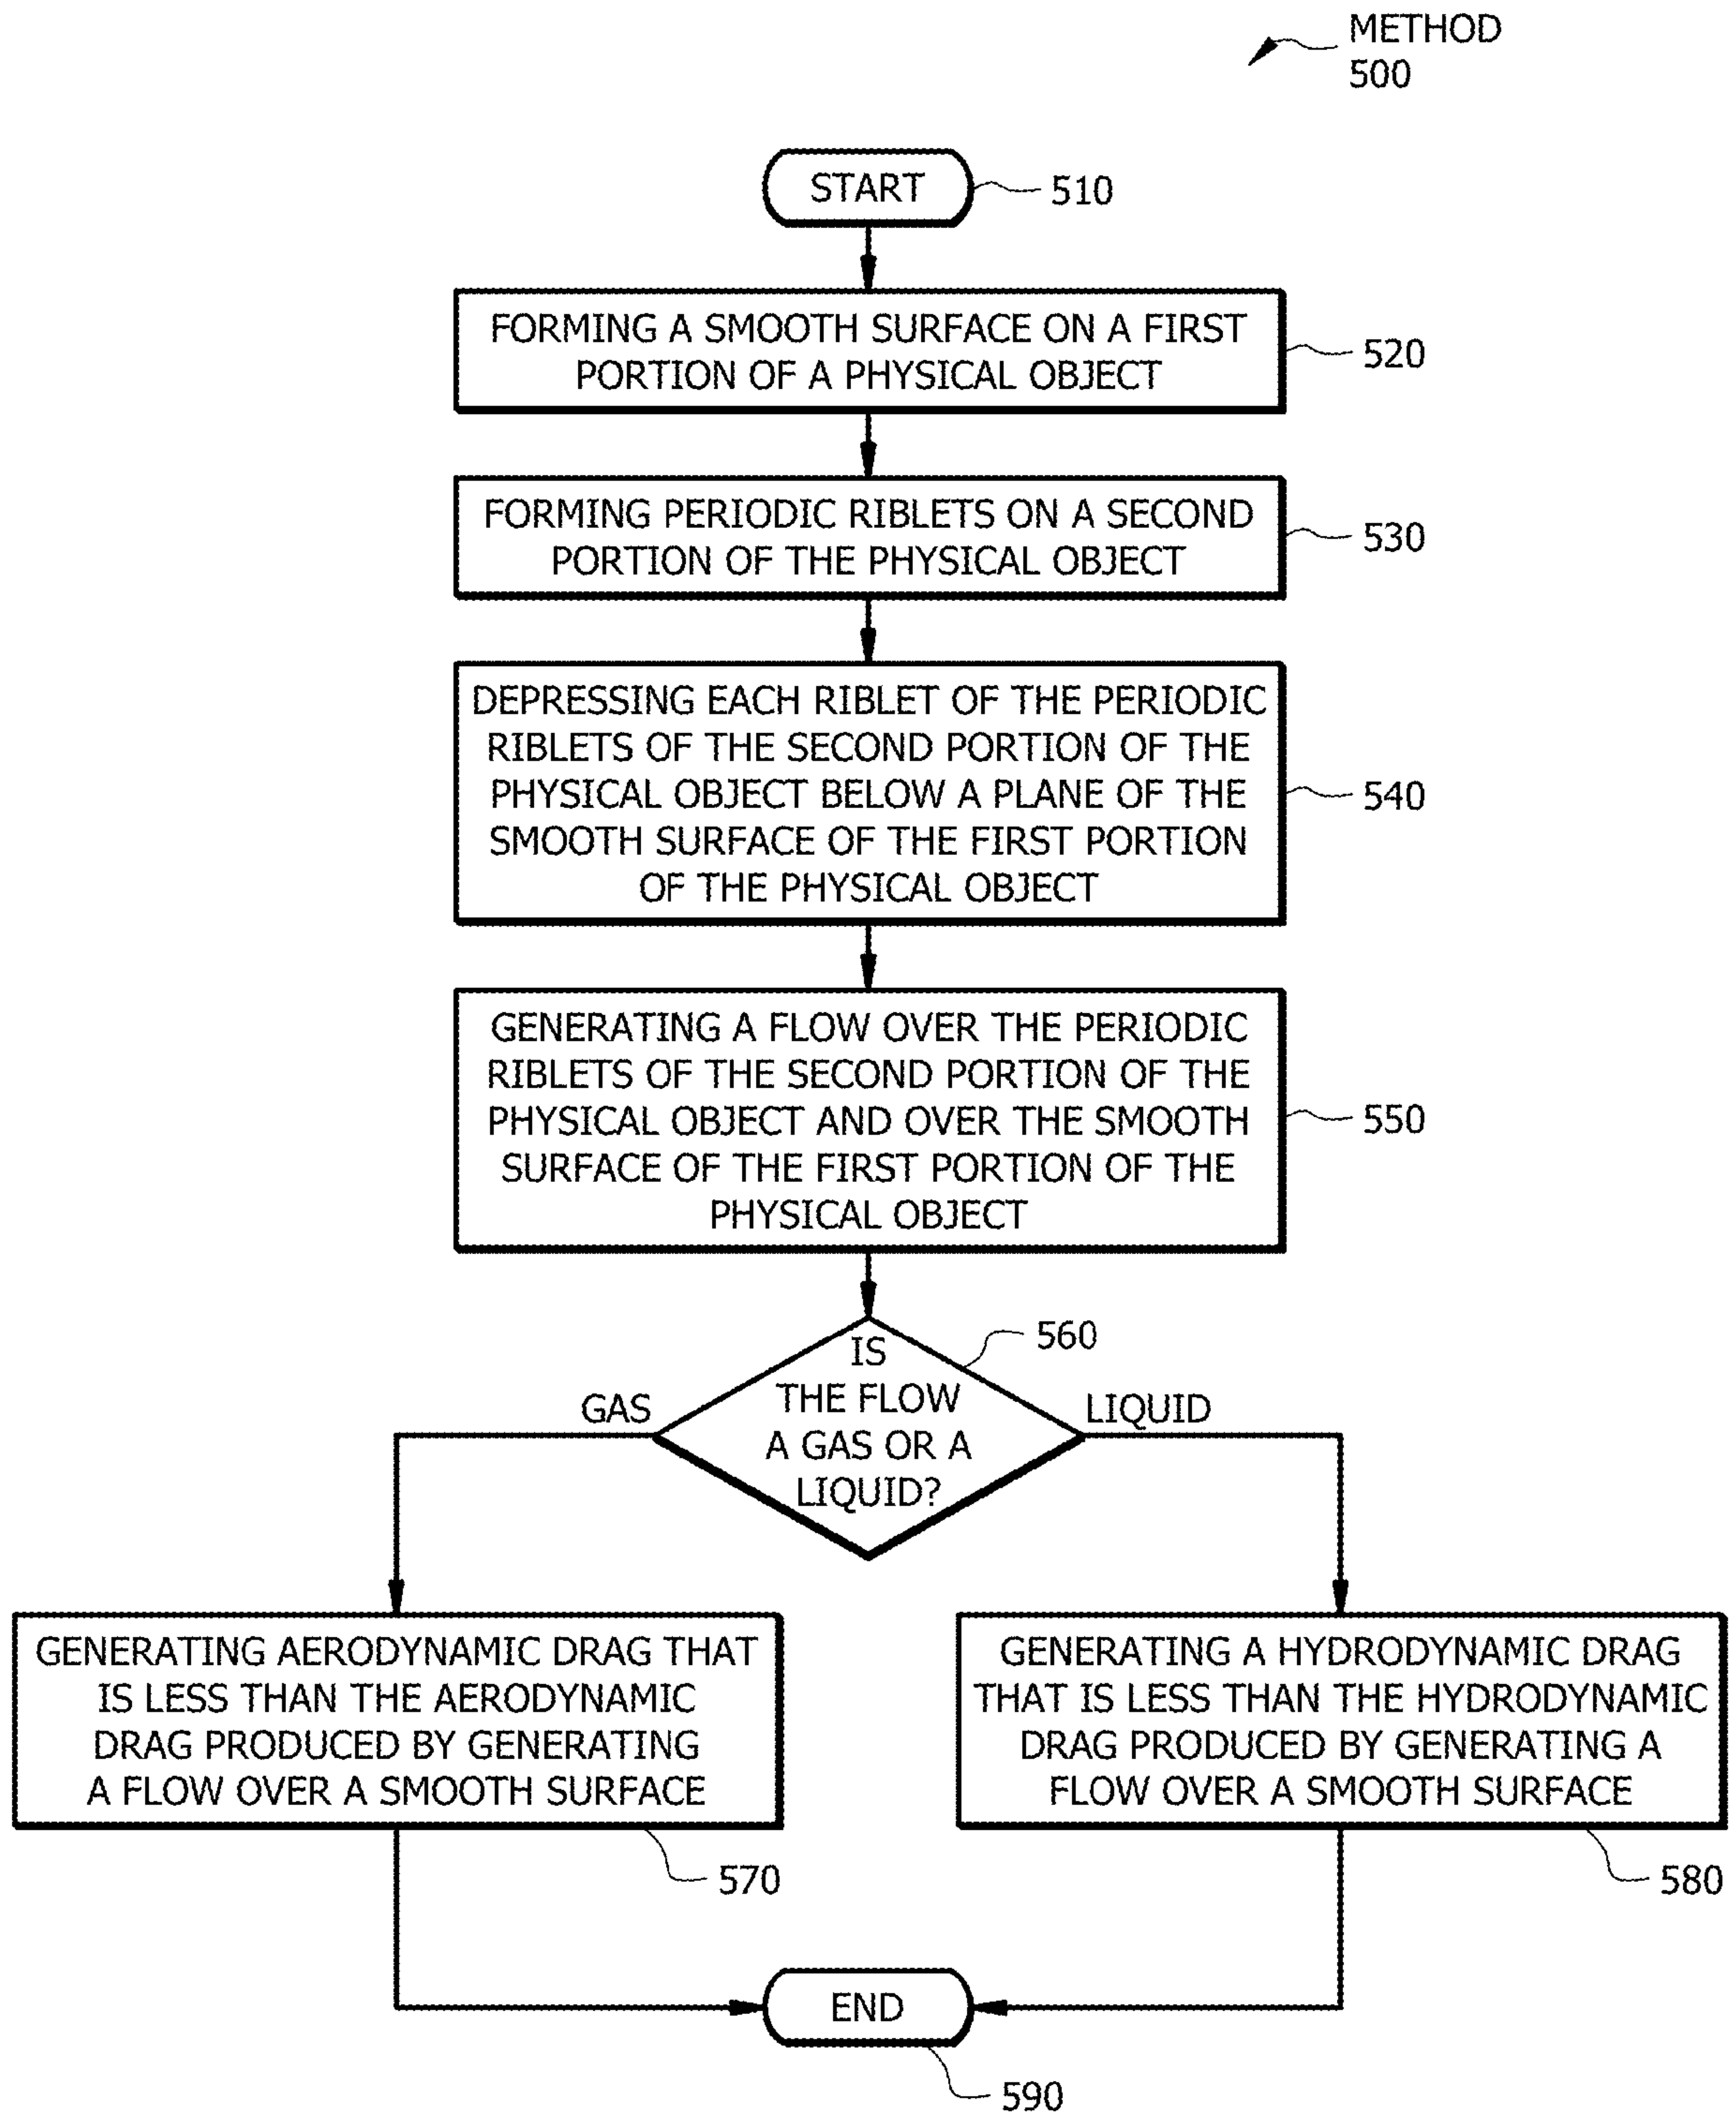 METHOD
500
START
510
FORMING A SMOOTH SURFACE ON A FIRST
PORTION OF A PHYSICAL OBJECT
520
FORMING PERIODIC RIBLETS ON A SECOND
PORTION OF THE PHYSICAL OBJECT
530
DEPRESSING EACH RIBLET OF THE PERIODIC
RIBLETS OF THE SECOND PORTION OF THE
PHYSICAL OBJECT BELOW A PLANE OF THE
SMOOTH SURFACE OF THE FIRST PORTION
OF THE PHYSICAL OBJECT
540
GENERATING A FLOW OVER THE PERIODIC
RIBLETS OF THE SECOND PORTION OF THE
PHYSICAL OBJECT AND OVER THE SMOOTH
SURFACE OF THE FIRST PORTION OF THE
PHYSICAL OBJECT
550
IS
THE FLOW
A GAS OR A
LIQUID?
560
GAS
LIQUID
GENERATING AERODYNAMIC DRAG THAT
IS LESS THAN THE AERODYNAMIC
DRAG PRODUCED BY GENERATING
A FLOW OVER A SMOOTH SURFACE
570
GENERATING A HYDRODYNAMIC DRAG
THAT IS LESS THAN THE HYDRODYNAMIC
DRAG PRODUCED BY GENERATING A
FLOW OVER A SMOOTH SURFACE
580
END
590